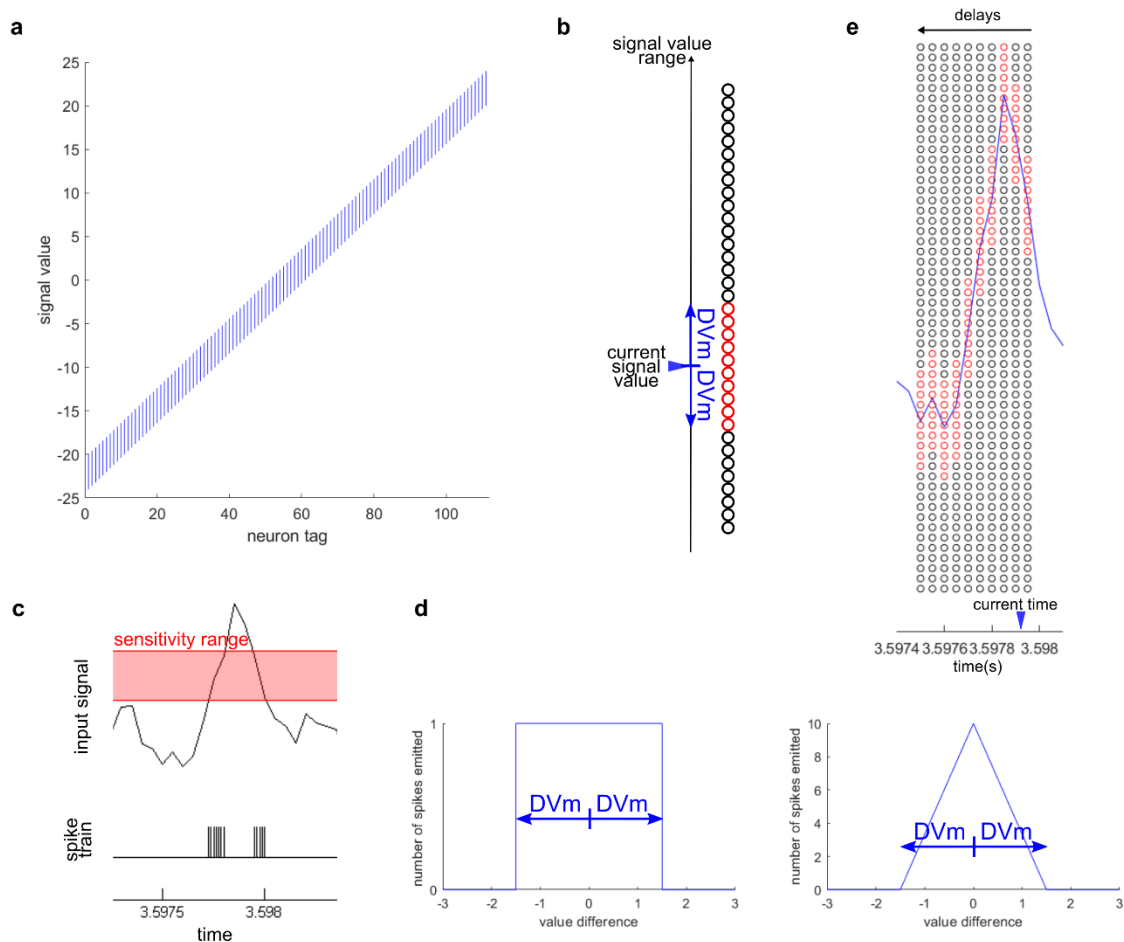 a
25
20
15
10
5
0
-5
-10
-15
-20
-25
signal value
0
20
40
60
80
100
neuron tag
b
signal value
range
DVm
DVm
current
signal
value
e
delays
current time
3.5974
3.5976
3.5978
3.598
time(s)
c
sensitivity range
input signal
spike
train
3.5975
3.598
time
d
1
0
number of spikes emitted
DVm
DVm
-3
-2
-1
0
1
2
3
value difference
10
8
6
4
2
0
number of spikes emitted
DVm
DVm
-3
-2
-1
0
1
2
3
value difference